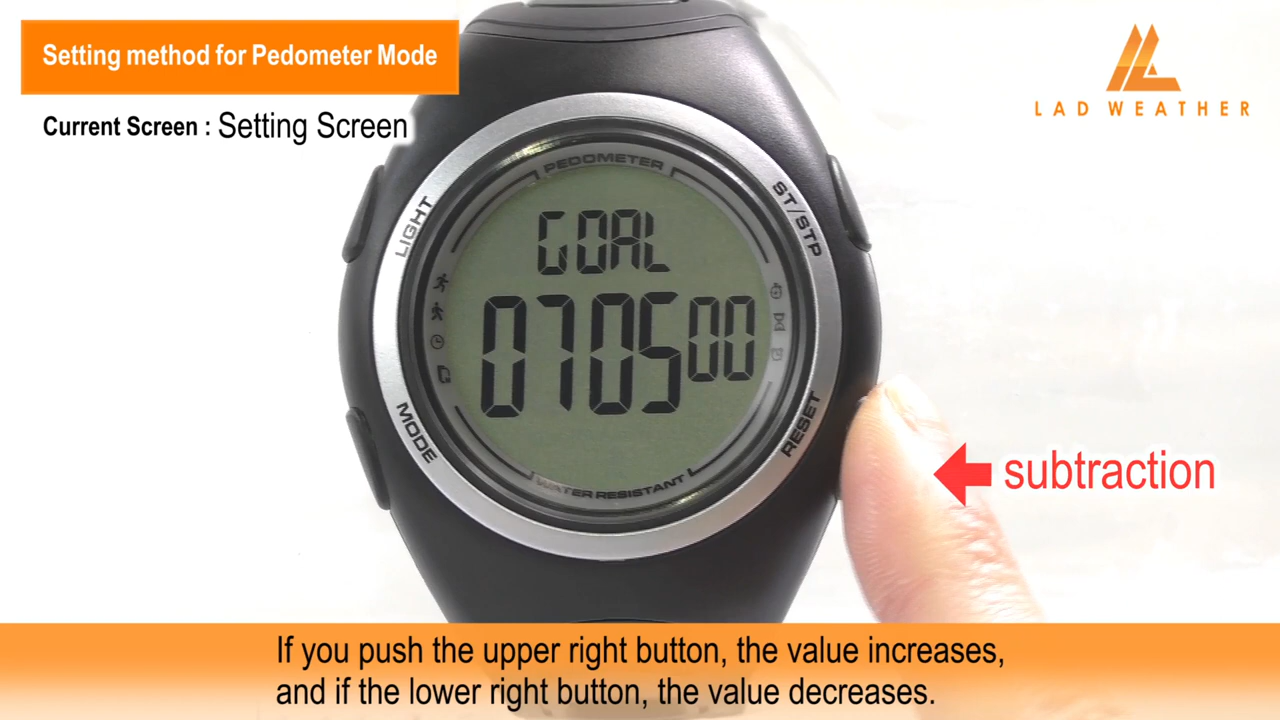 Setting method for Pedometer Mode
Current Screen : Setting Screen
LAD WEATHER
PEDOMETER
LIGHT
ST/STP
GOAL
070500
MODE
RESET
WATER RESISTANT
subtraction
If you push the upper right button, the value increases,
and if the lower right button, the value decreases.